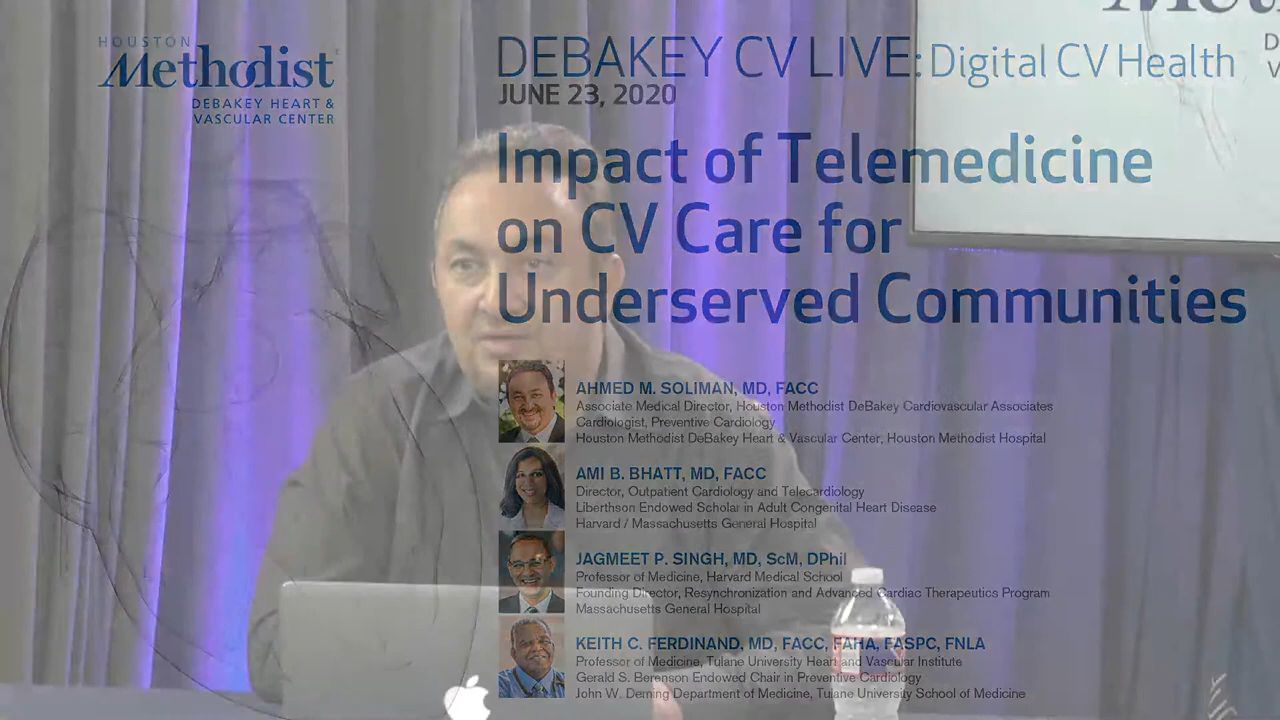 HOUSTON
Methodist
DEBAKEY HEART &
VASCULAR CENTER
DEBAKEY CV LIVE: Digital CV Health
JUNE 23, 2020
Impact of Telemedicine
on CV Care for
Underserved Communities
AHMED M. SOLIMAN, MD, FACC
Associate Medical Director, Houston Methodist DeBakey Cardiovascular Associates
Cardiologist, Preventive Cardiology
Houston Methodist DeBakey Heart & Vascular Center, Houston Methodist Hospital
AMI B. BHATT, MD, FACC
Director, Outpatient Cardiology and Telecardiology
Liberthson Endowed Scholar in Adult Congenital Heart Disease
Harvard / Massachusetts General Hospital
JAGMEET P. SINGH, MD, ScM, DPhil
Professor of Medicine, Harvard Medical School
Founding Director, Resynchronization and Advanced Cardiac Therapeutics Program
Massachusetts General Hospital
KEITH C. FERDINAND, MD, FACC, FAHA, FASPC, FNLA
Professor of Medicine, Tulane University Heart and Vascular Institute
Gerald S. Berenson Endowed Chair in Preventive Cardiology
John W. Deming Department of Medicine, Tulane University School of Medicine